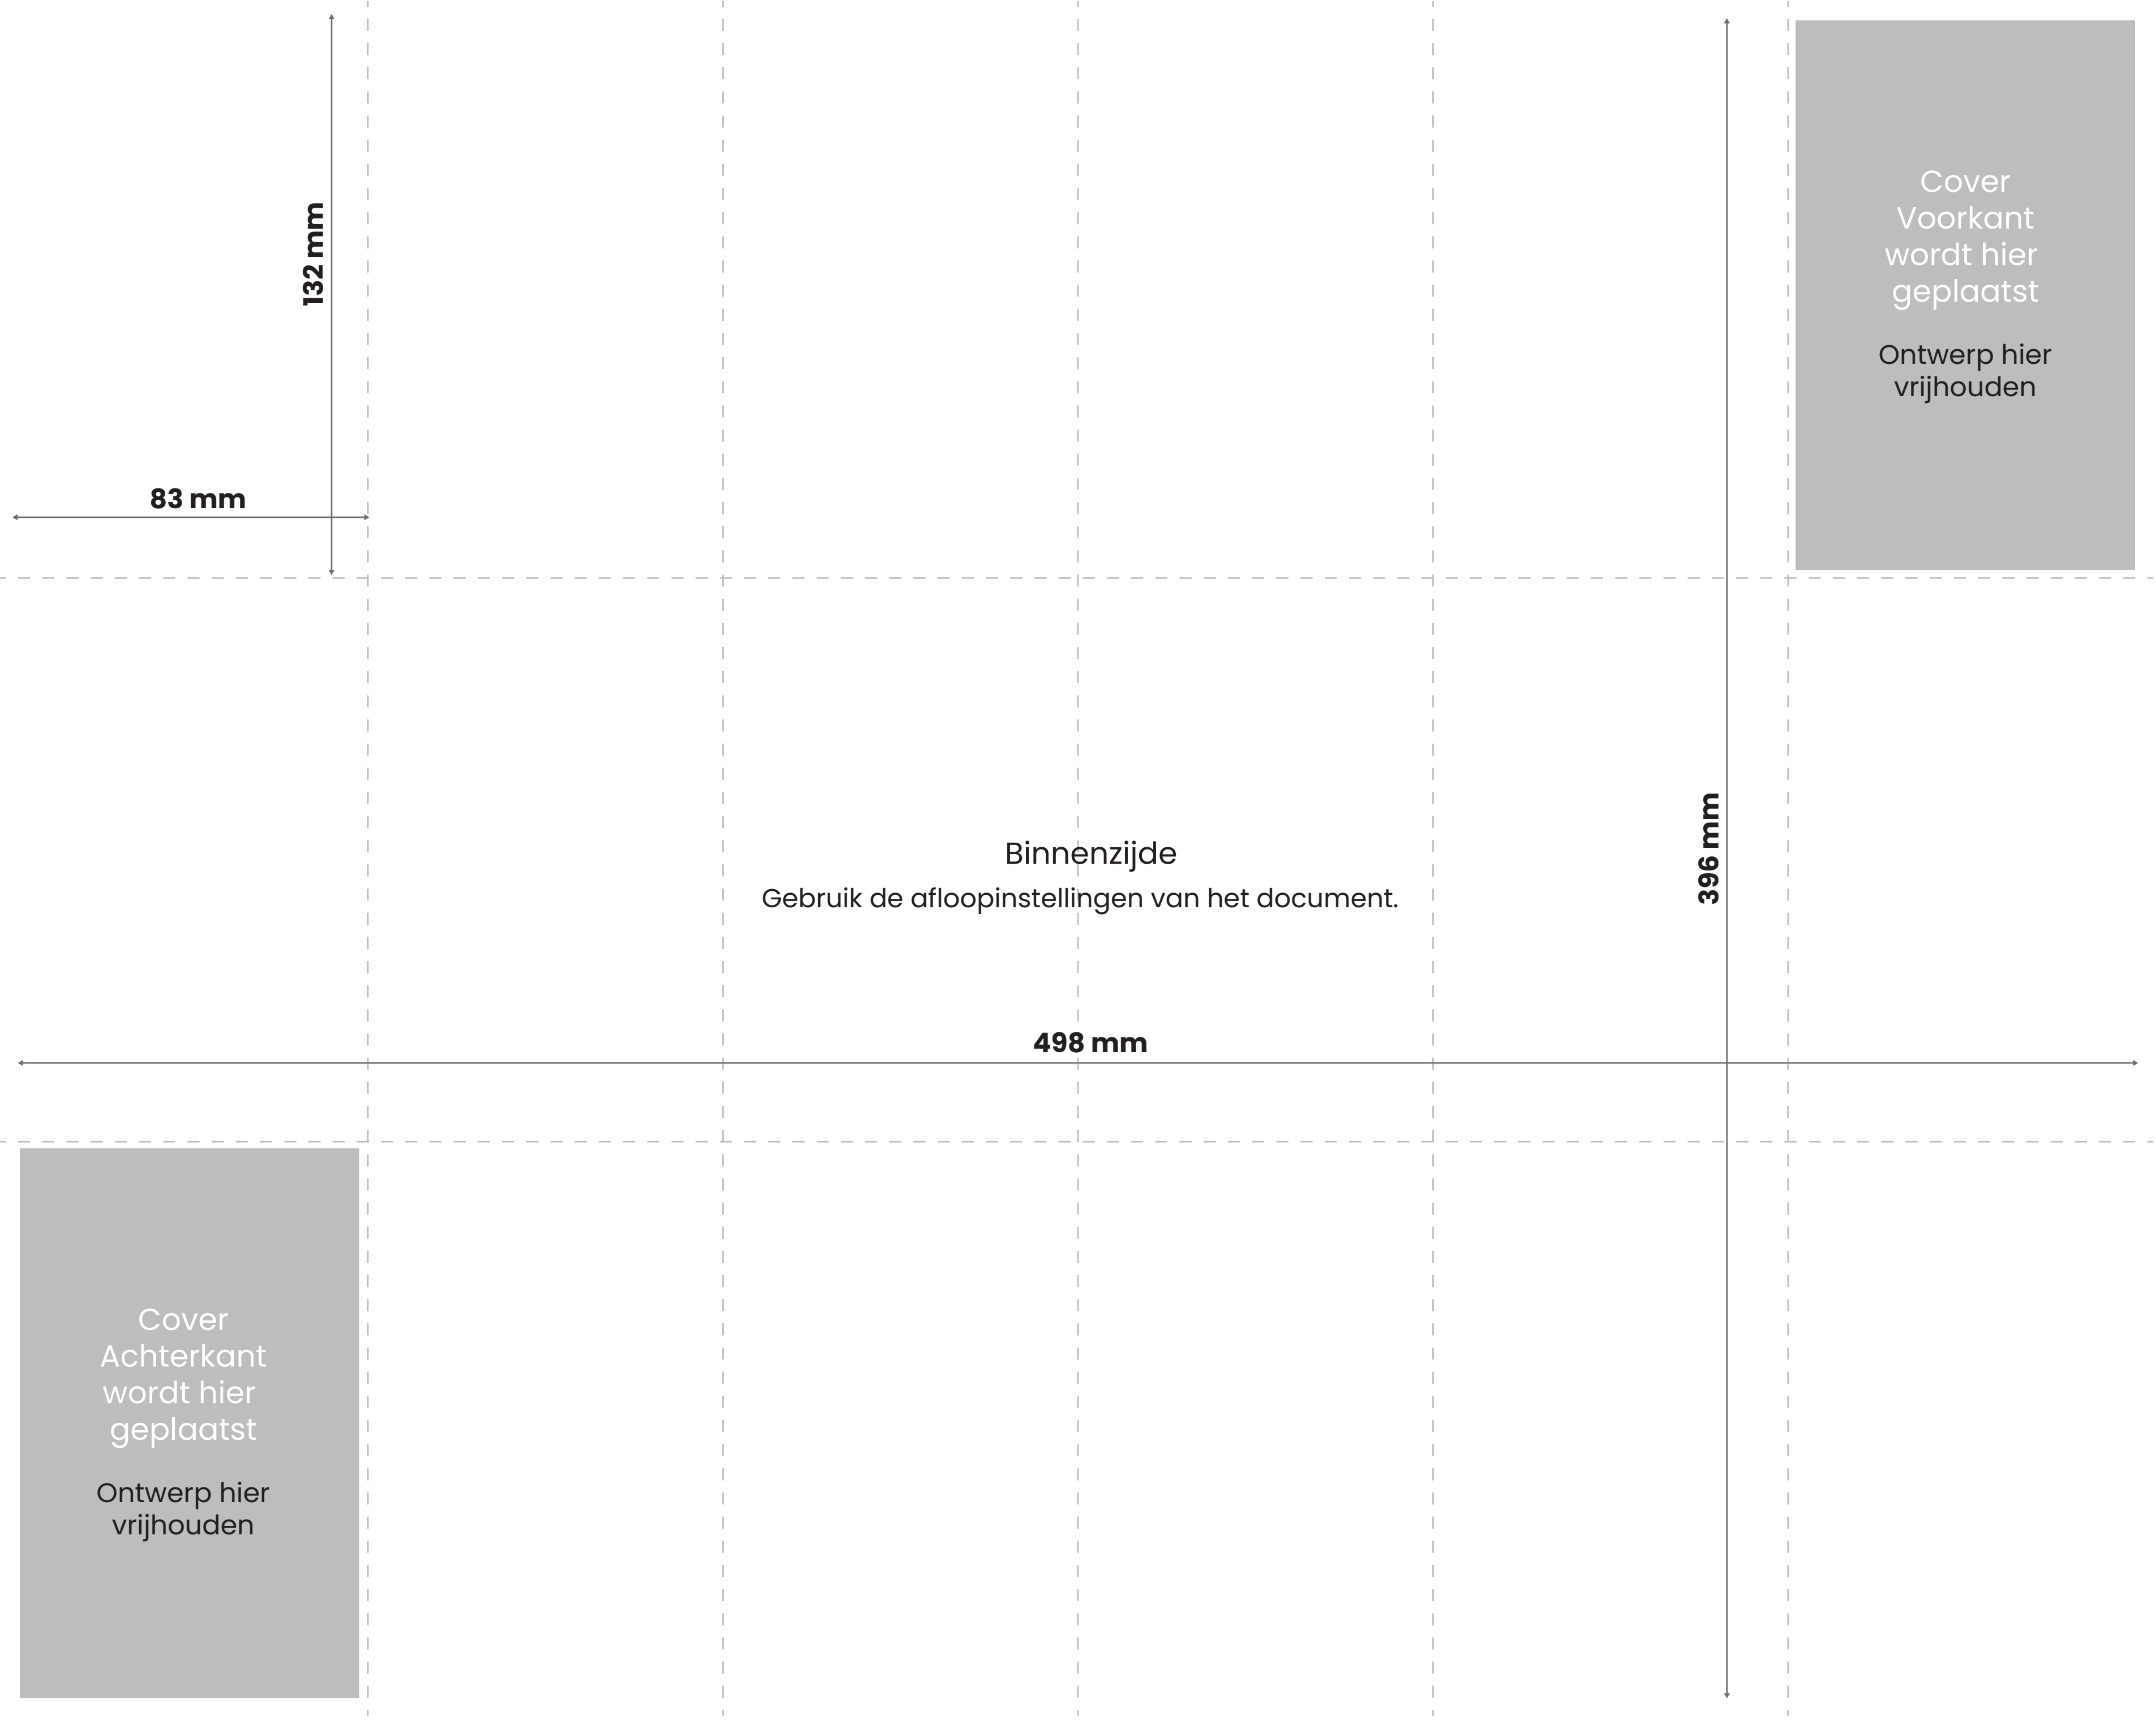 132 mm
83 mm
Cover
Voorkant
wordt hier
geplaatst
Ontwerp hier
vrijhouden
Binnenzijde
Gebruik de afloopinstellingen van het document.
396 mm
498 mm
Cover
Achterkant
wordt hier
geplaatst
Ontwerp hier
vrijhouden